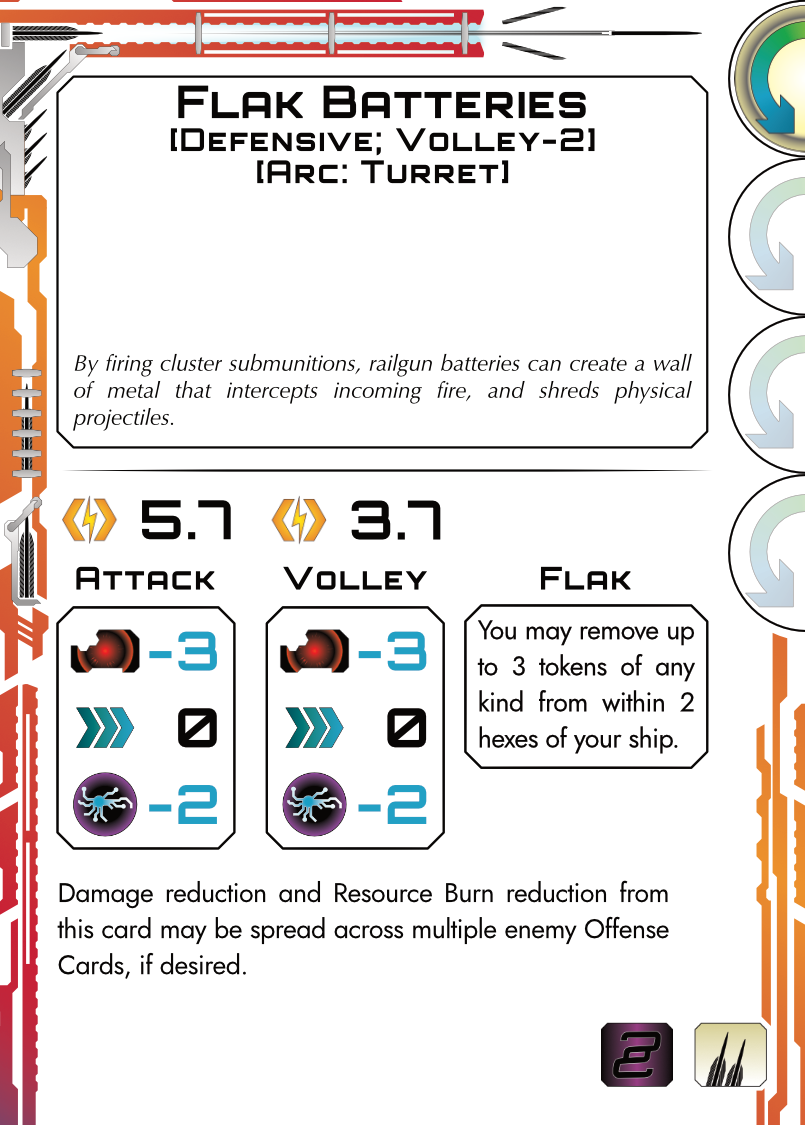 Flak Batteries
[Defensive; Volley-2]
[Arc: Turret]
By firing cluster submunitions, railgun batteries can create a wall
of metal that intercepts incoming fire, and shreds physical
projectiles.
5.7 3.7
Attack Volley Flak
-3 -3
0 0
-2 -2
You may remove up
to 3 tokens of any
kind from within 2
hexes of your ship.
Damage reduction and Resource Burn reduction from
this card may be spread across multiple enemy Offense
Cards, if desired.
2